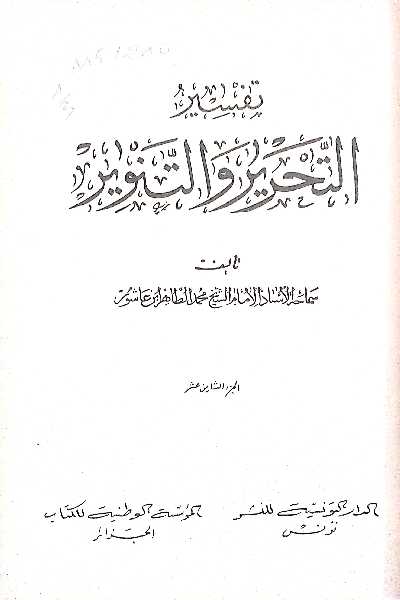 تفسير
التحرير والتنوير
تأليف
سماحة الأستاذ الإمام الشيخ محمد الطاهر ابن عاشور
الجزء الثامن عشر
الدار التونسية للنشر
تونس
المؤسسة الوطنية للكتاب
الجزائر